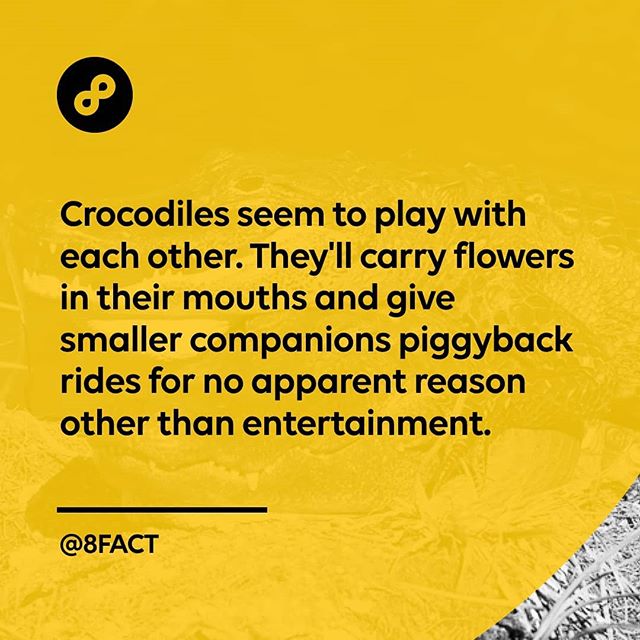 Crocodiles seem to play with
each other. They'll carry flowers
in their mouths and give
smaller companions piggyback
rides for no apparent reason
other than entertainment.
@8FACT